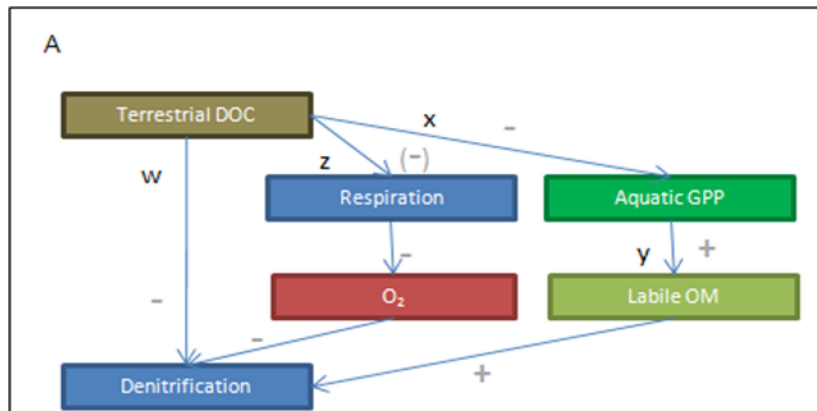 A
Terrestrial DOC
x
-
w
z
(-)
Respiration
Aquatic GPP
-
y
+
O₂
Labile OM
-
-
+
Denitrification